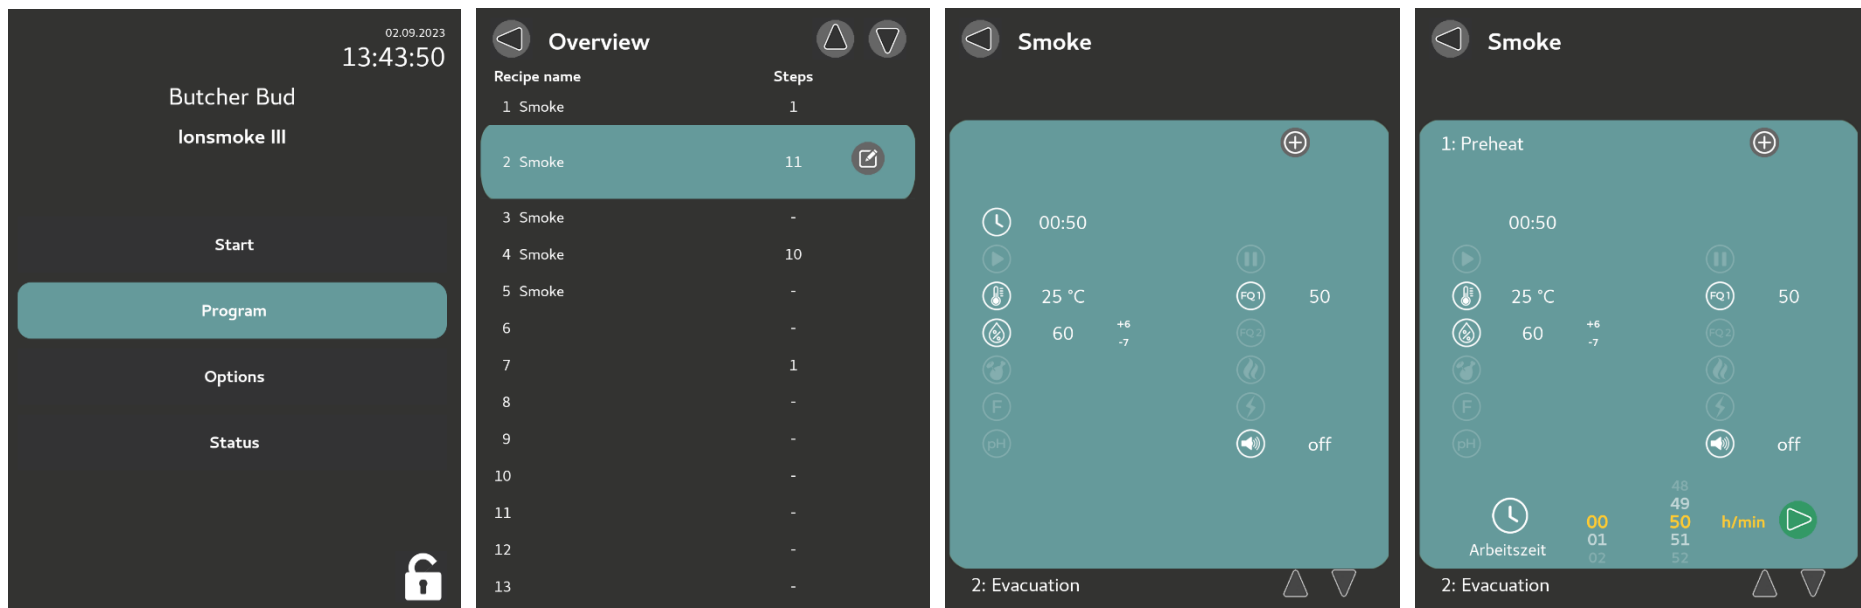 02.09.2023
13:43:50
Butcher Bud
Ionsmoke III
Start
Program
Options
Status
Overview
Recipe name Steps
1 Smoke 1
2 Smoke 11
3 Smoke -
4 Smoke 10
5 Smoke -
6 -
7 1
8 -
9 -
10 -
11 -
12 -
13 -
Smoke
00:50
25 °C FQ1 50
% 60 +6
-7
FQ2
F
pH off
2: Evacuation
Smoke
1: Preheat
00:50
25 °C FQ1 50
% 60 +6
-7
FQ2
F
pH off
48
49
00 50 h/min
01 51
Arbeitszeit
02 52
2: Evacuation